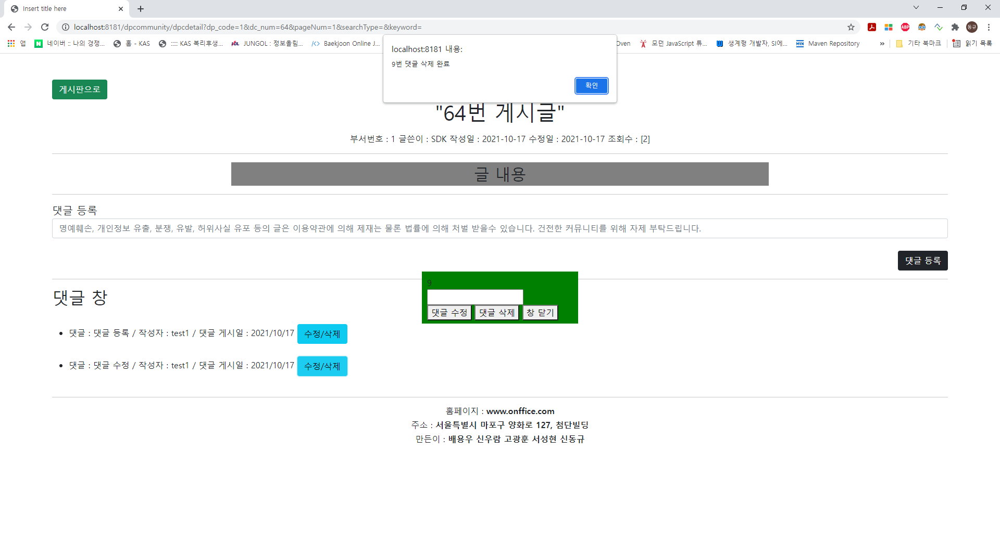 Insert title here
localhost:8181/dpcommunity/dpcdetail?dp_code=1&dc_num=64&pageNum=1&searchType=&keyword=
ABP
동규
앱
N
네이버 :: 나의 경쟁...
홈 - KAS
::::: KAS 복리후생...
JOL
JUNGOL : 정보올림...
Baekjoon Online J...
Oven
모던 JavaScript 튜...
생계형 개발자, SI에...
MVN
Maven Repository
»
기타 북마크
읽기 목록
localhost:8181 내용:
9번 댓글 삭제 완료
확인
게시판으로
"64번 게시글"
부서번호 : 1 글쓴이 : SDK 작성일 : 2021-10-17 수정일 : 2021-10-17 조회수 : [2]
글 내용
댓글 등록
명예훼손, 개인정보 유출, 분쟁, 유발, 허위사실 유포 등의 글은 이용약관에 의해 제재는 물론 법률에 의해 처벌 받을수 있습니다. 건전한 커뮤니티를 위해 자제 부탁드립니다.
댓글 등록
9
댓글 수정 댓글 삭제 창 닫기
댓글 창
댓글 : 댓글 등록 / 작성자 : test1 / 댓글 게시일 : 2021/10/17 수정/삭제
댓글 : 댓글 수정 / 작성자 : test1 / 댓글 게시일 : 2021/10/17 수정/삭제
홈페이지 : www.onffice.com
주소 : 서울특별시 마포구 양화로 127, 첨단빌딩
만든이 : 배용우 신우람 고광훈 서성현 신동규